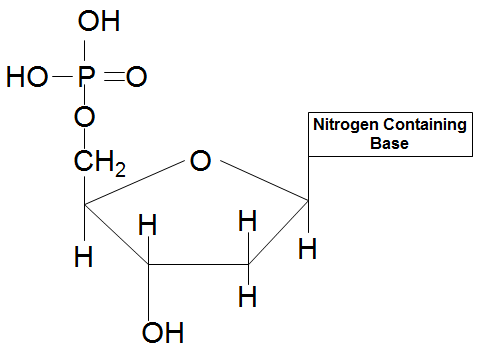 OH
HO P O
O
CH2
O
Nitrogen Containing
Base
H
H
H
H
H
OH